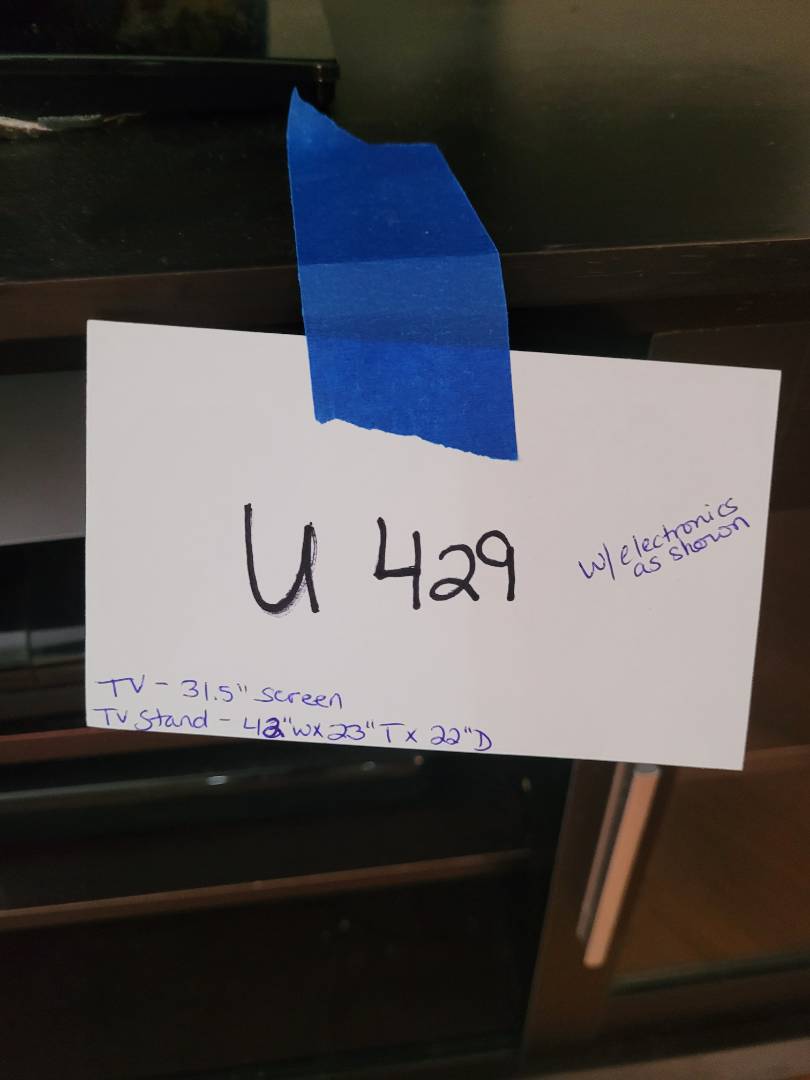 U 429
w/electronics
as shown
TV - 31.5" screen
TV Stand - 42"W x 23" T x 22"D